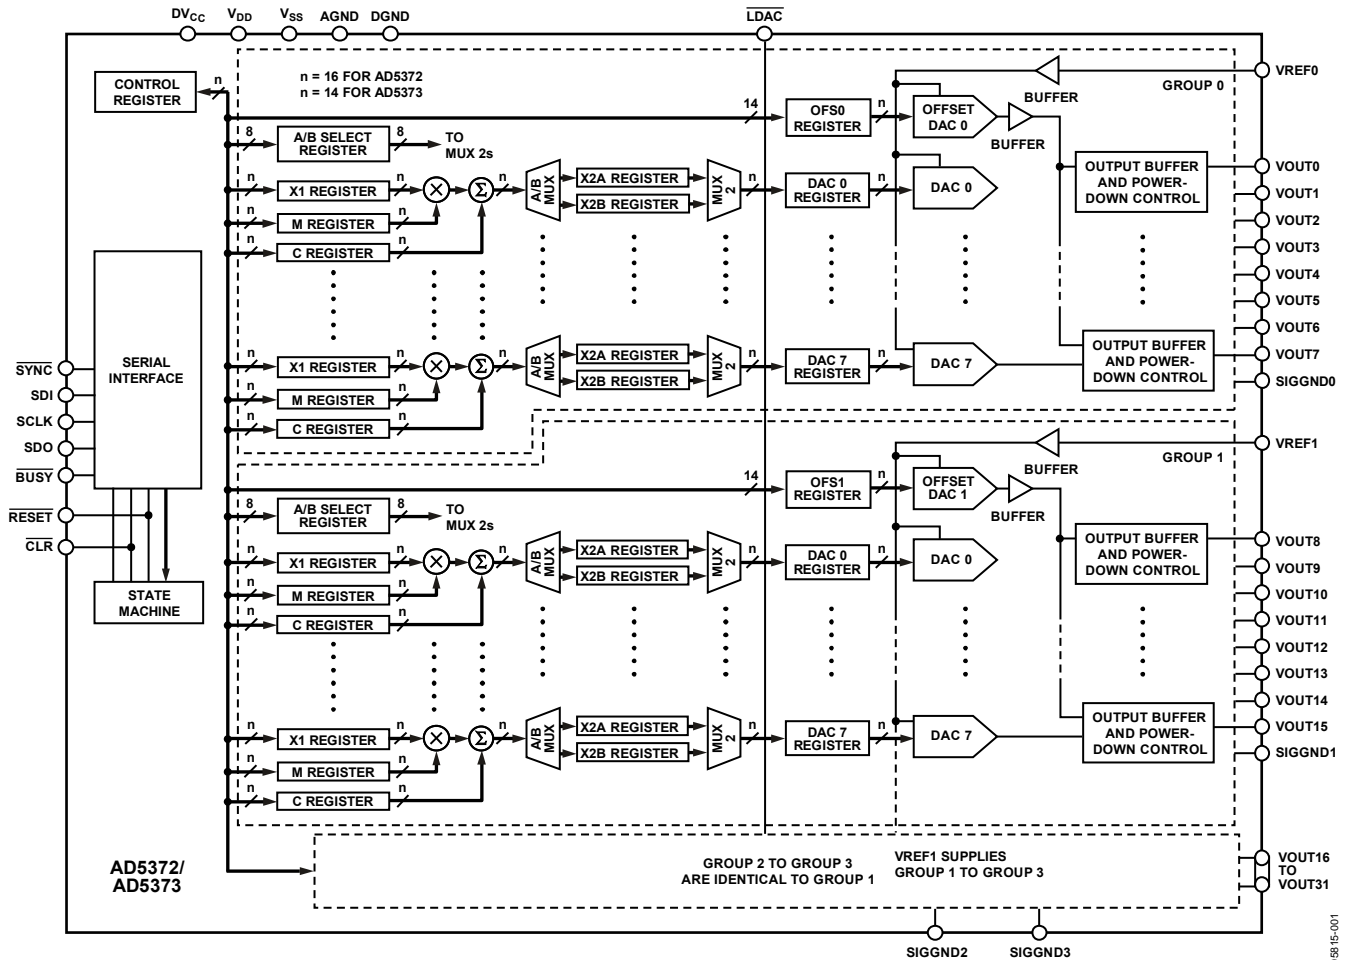 DVCC
VDD
VSS
AGND
DGND
LDAC
CONTROL
REGISTER
n
n = 16 FOR AD5372
n = 14 FOR AD5373
VREF0
GROUP 0
BUFFER
14
OFS0
REGISTER
n
OFFSET
DAC 0
BUFFER
8
A/B SELECT
REGISTER
8
TO
MUX 2s
OUTPUT BUFFER
AND POWER-
DOWN CONTROL
VOUT0
VOUT1
VOUT2
VOUT3
VOUT4
VOUT5
VOUT6
VOUT7
SIGGND0
n
X1 REGISTER
n
×
Σ
n
A/B
MUX
X2A REGISTER
X2B REGISTER
MUX
2
n
DAC 0
REGISTER
n
DAC 0
n
M REGISTER
n
n
C REGISTER
n
n
X1 REGISTER
n
×
Σ
n
A/B
MUX
X2A REGISTER
X2B REGISTER
MUX
2
n
DAC 7
REGISTER
n
DAC 7
OUTPUT BUFFER
AND POWER-
DOWN CONTROL
n
M REGISTER
n
n
C REGISTER
n
SERIAL
INTERFACE
SYNC
SDI
SCLK
SDO
BUSY
RESET
CLR
STATE
MACHINE
VREF1
GROUP 1
BUFFER
14
OFS1
REGISTER
n
OFFSET
DAC 1
BUFFER
8
A/B SELECT
REGISTER
8
TO
MUX 2s
OUTPUT BUFFER
AND POWER-
DOWN CONTROL
VOUT8
VOUT9
VOUT10
VOUT11
VOUT12
VOUT13
VOUT14
VOUT15
SIGGND1
n
X1 REGISTER
n
×
Σ
n
A/B
MUX
X2A REGISTER
X2B REGISTER
MUX
2
n
DAC 0
REGISTER
n
DAC 0
n
M REGISTER
n
n
C REGISTER
n
n
X1 REGISTER
n
×
Σ
n
A/B
MUX
X2A REGISTER
X2B REGISTER
MUX
2
n
DAC 7
REGISTER
n
DAC 7
OUTPUT BUFFER
AND POWER-
DOWN CONTROL
n
M REGISTER
n
n
C REGISTER
n
AD5372/
AD5373
GROUP 2 TO GROUP 3
ARE IDENTICAL TO GROUP 1
VREF1 SUPPLIES
GROUP 1 TO GROUP 3
VOUT16
TO
VOUT31
SIGGND2
SIGGND3